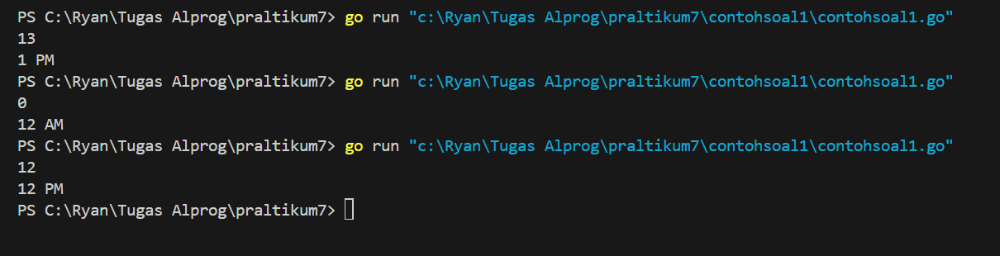 PS C:\Ryan\Tugas Alprog\praltikum7> go run "c:\Ryan\Tugas Alprog\praltikum7\contohsoal1\contohsoal1.go"
13
1 PM
PS C:\Ryan\Tugas Alprog\praltikum7> go run "c:\Ryan\Tugas Alprog\praltikum7\contohsoal1\contohsoal1.go"
0
12 AM
PS C:\Ryan\Tugas Alprog\praltikum7> go run "c:\Ryan\Tugas Alprog\praltikum7\contohsoal1\contohsoal1.go"
12
12 PM
PS C:\Ryan\Tugas Alprog\praltikum7>